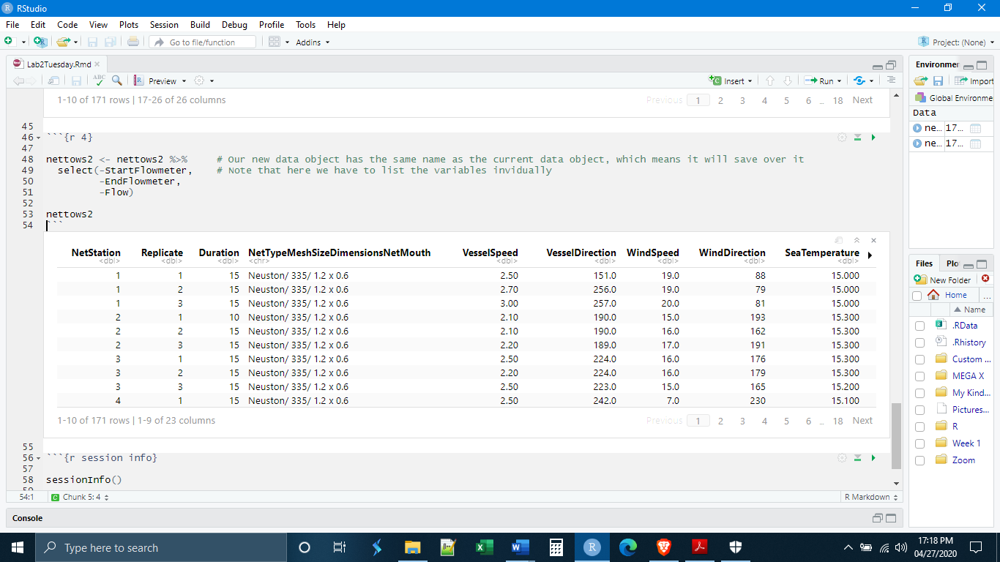 RStudio
File Edit Code View Plots Session Build Debug Profile Tools Help
Go to file/function Addins Project: (None)
Lab2Tuesday.Rmd
ABC Preview Insert Run
1-10 of 171 rows | 17-26 of 26 columns Previous 1 2 3 4 5 6 ... 18 Next
45
46 ```{r 4}
47
48 nettows2 <- nettows2 %>% # Our new data object has the same name as the current data object, which means it will save over it
49 select(-StartFlowmeter, # Note that here we have to list the variables invidually
50 -EndFlowmeter,
51 -Flow)
52
53 nettows2
54 ```
NetStation Replicate Duration NetTypeMeshSizeDimensionsNetMouth VesselSpeed VesselDirection WindSpeed WindDirection SeaTemperature
<dbl> <dbl> <dbl> <chr> <dbl> <dbl> <dbl> <dbl> <dbl>
1 1 15 Neuston/ 335/ 1.2 x 0.6 2.50 151.0 19.0 88 15.000
1 2 15 Neuston/ 335/ 1.2 x 0.6 2.70 256.0 19.0 79 15.000
1 3 15 Neuston/ 335/ 1.2 x 0.6 3.00 257.0 20.0 81 15.000
2 1 10 Neuston/ 335/ 1.2 x 0.6 2.10 190.0 15.0 193 15.300
2 2 15 Neuston/ 335/ 1.2 x 0.6 2.10 190.0 16.0 162 15.300
2 3 15 Neuston/ 335/ 1.2 x 0.6 2.20 189.0 17.0 191 15.300
3 1 15 Neuston/ 335/ 1.2 x 0.6 2.50 224.0 16.0 176 15.300
3 2 15 Neuston/ 335/ 1.2 x 0.6 2.20 224.0 16.0 179 15.300
3 3 15 Neuston/ 335/ 1.2 x 0.6 2.50 223.0 15.0 165 15.200
4 1 15 Neuston/ 335/ 1.2 x 0.6 2.50 242.0 7.0 230 15.100
1-10 of 171 rows | 1-9 of 23 columns Previous 1 2 3 4 5 6 ... 18 Next
55
56 ```{r session info}
57
58 sessionInfo()
59
54:1 C Chunk 5: 4 R Markdown
Console
Environmer
Import
Global Environme
Data
ne... 17...
ne... 17...
Files Plo
New Folder
Home ...
Name
.RData
.Rhistory
Custom ...
MEGA X
My Kind...
Pictures...
R
Week 1
Zoom
Type here to search
17:18 PM
04/27/2020